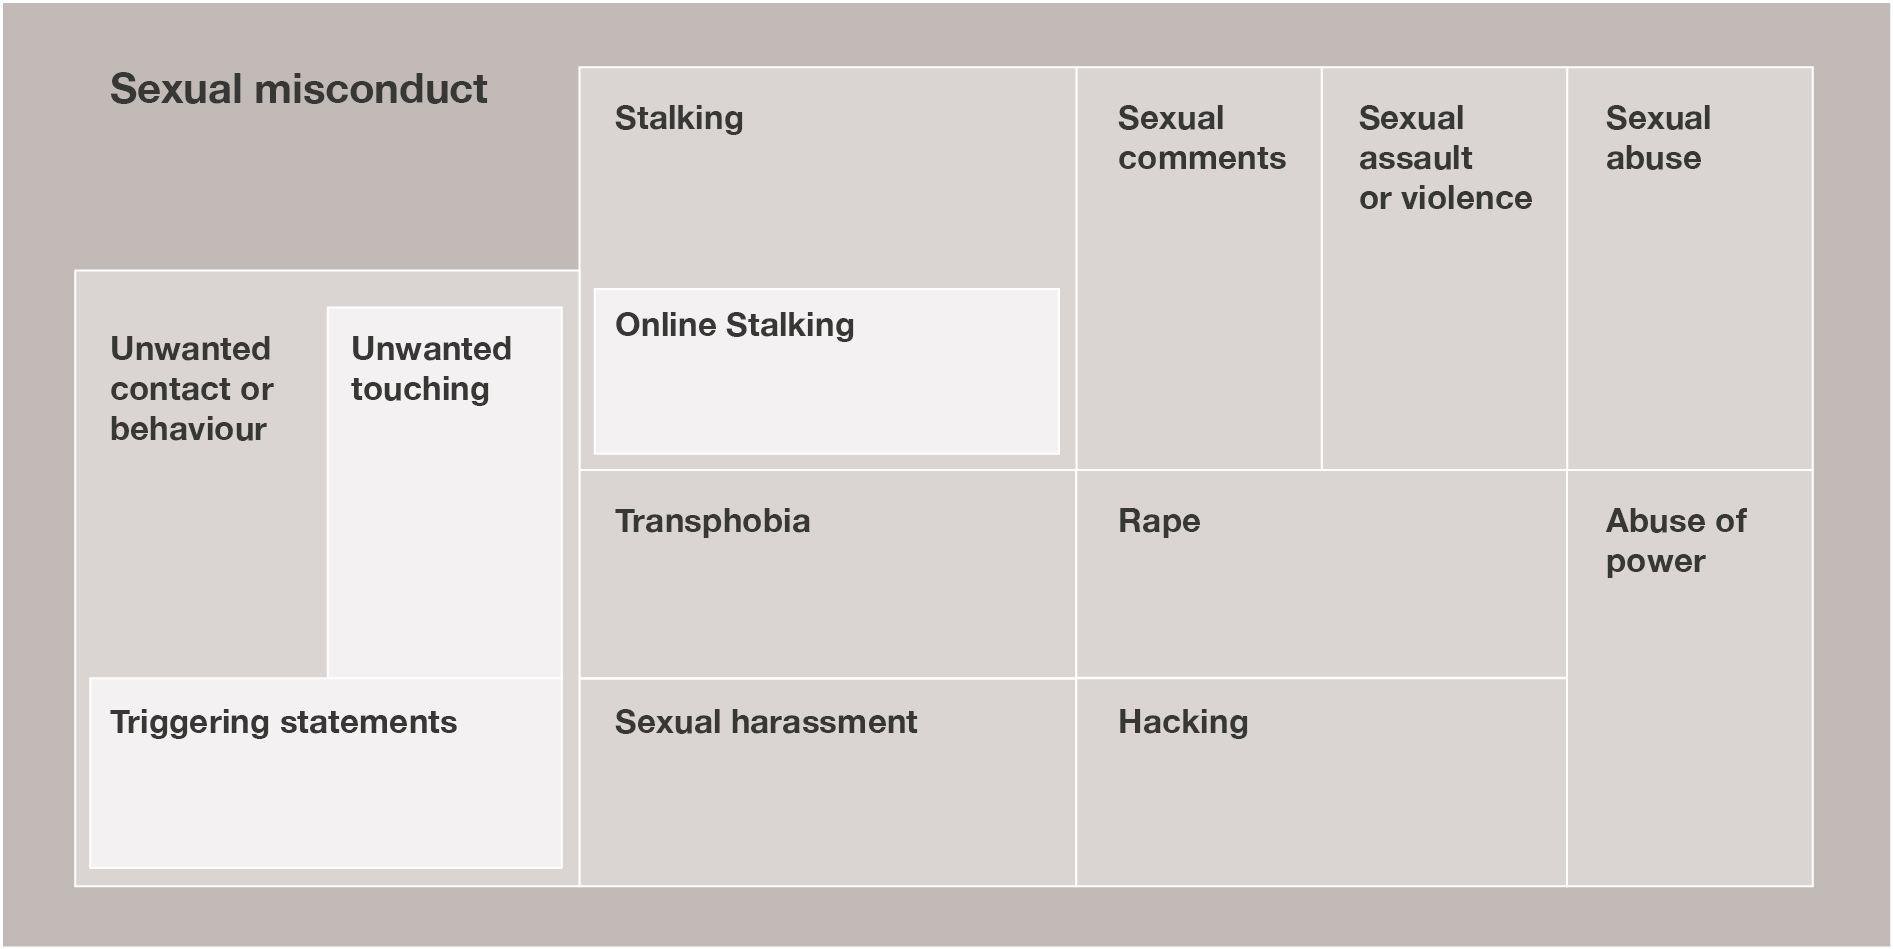 Sexual misconduct
Stalking
Sexual
comments
Sexual
assault
or violence
Sexual
abuse
Online Stalking
Unwanted
contact or
behaviour
Unwanted
touching
Transphobia
Rape
Abuse of
power
Triggering statements
Sexual harassment
Hacking